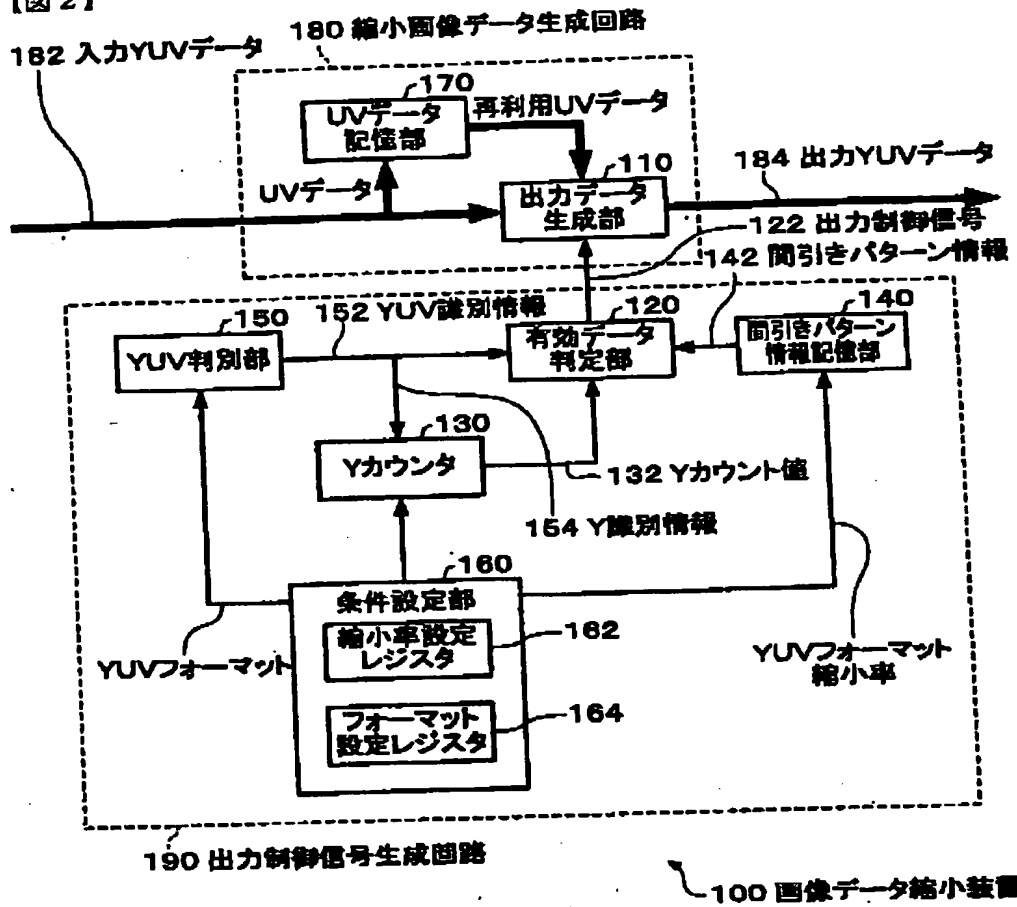 【図2】
180 縮小画像データ生成回路
182 入力YUVデータ
170
UVデータ
記憶部
再利用UVデータ
UVデータ
110
出力データ
生成部
184 出力YUVデータ
122 出力制御信号
142 間引きパターン情報
150
YUV判別部
152 YUV識別情報
120
有効データ
判定部
140
間引きパターン
情報記憶部
130
Yカウンタ
132 Yカウント値
154 Y識別情報
160
条件設定部
縮小率設定
レジスタ
162
フォーマット
設定レジスタ
164
YUVフォーマット
YUVフォーマット
縮小率
190 出力制御信号生成回路
100 画像データ縮小装置